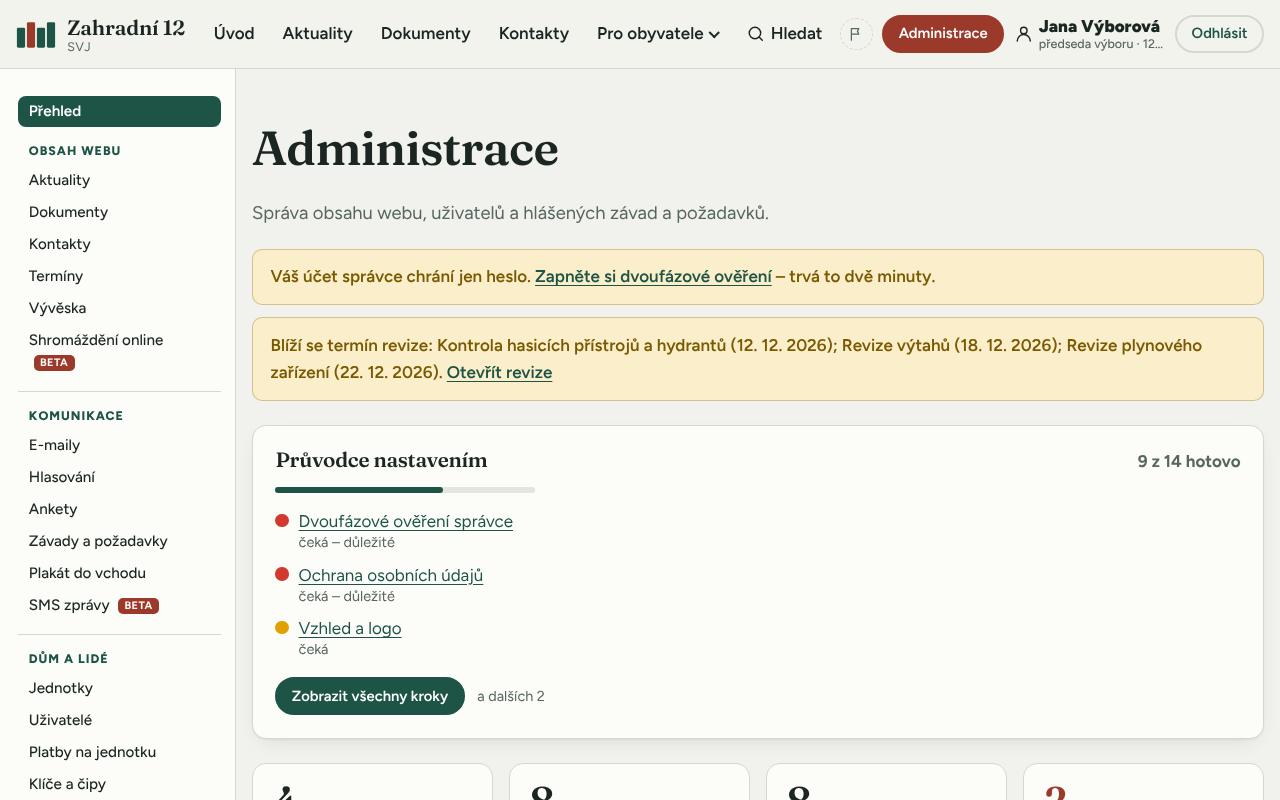 Zahradní 12
SVJ
Úvod
Aktuality
Dokumenty
Kontakty
Pro obyvatele
Hledat
Administrace
Jana Výborová
předseda výboru · 12…
Odhlásit
Přehled
OBSAH WEBU
Aktuality
Dokumenty
Kontakty
Termíny
Vývěska
Shromáždění online
BETA
KOMUNIKACE
E-maily
Hlasování
Ankety
Závady a požadavky
Plakát do vchodu
SMS zprávy BETA
DŮM A LIDÉ
Jednotky
Uživatelé
Platby na jednotku
Klíče a čipy
Administrace
Správa obsahu webu, uživatelů a hlášených závad a požadavků.
Váš účet správce chrání jen heslo. Zapněte si dvoufázové ověření – trvá to dvě minuty.
Blíží se termín revize: Kontrola hasicích přístrojů a hydrantů (12. 12. 2026); Revize výtahů (18. 12. 2026); Revize plynového
zařízení (22. 12. 2026). Otevřít revize
Průvodce nastavením
9 z 14 hotovo
Dvoufázové ověření správce
čeká – důležité
Ochrana osobních údajů
čeká – důležité
Vzhled a logo
čeká
Zobrazit všechny kroky
a dalších 2